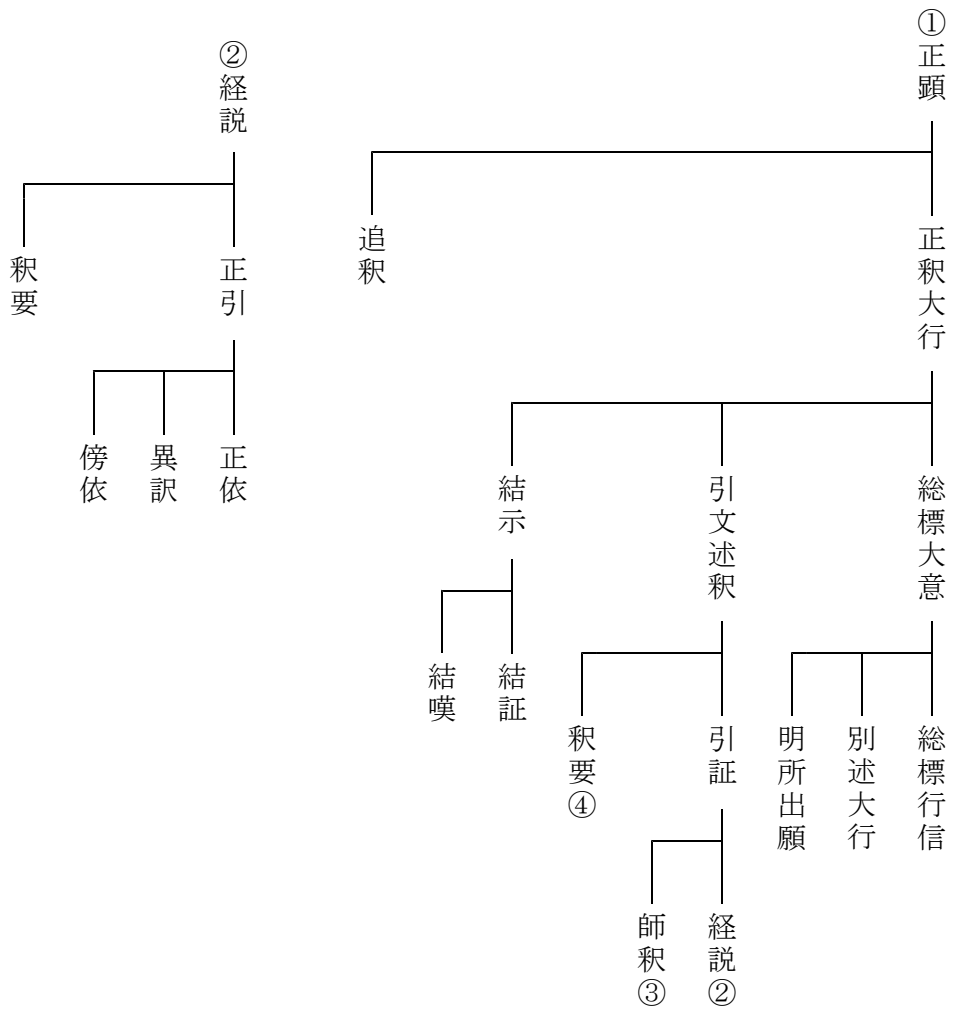 ①正顕
正釈大行
追釈
総標大意
引文述釈
結示
総標行信
別述大行
明所出願
引証
釈要④
結証
結嘆
経説②
師釈③
②経説
正引
釈要
正依
異訳
傍依